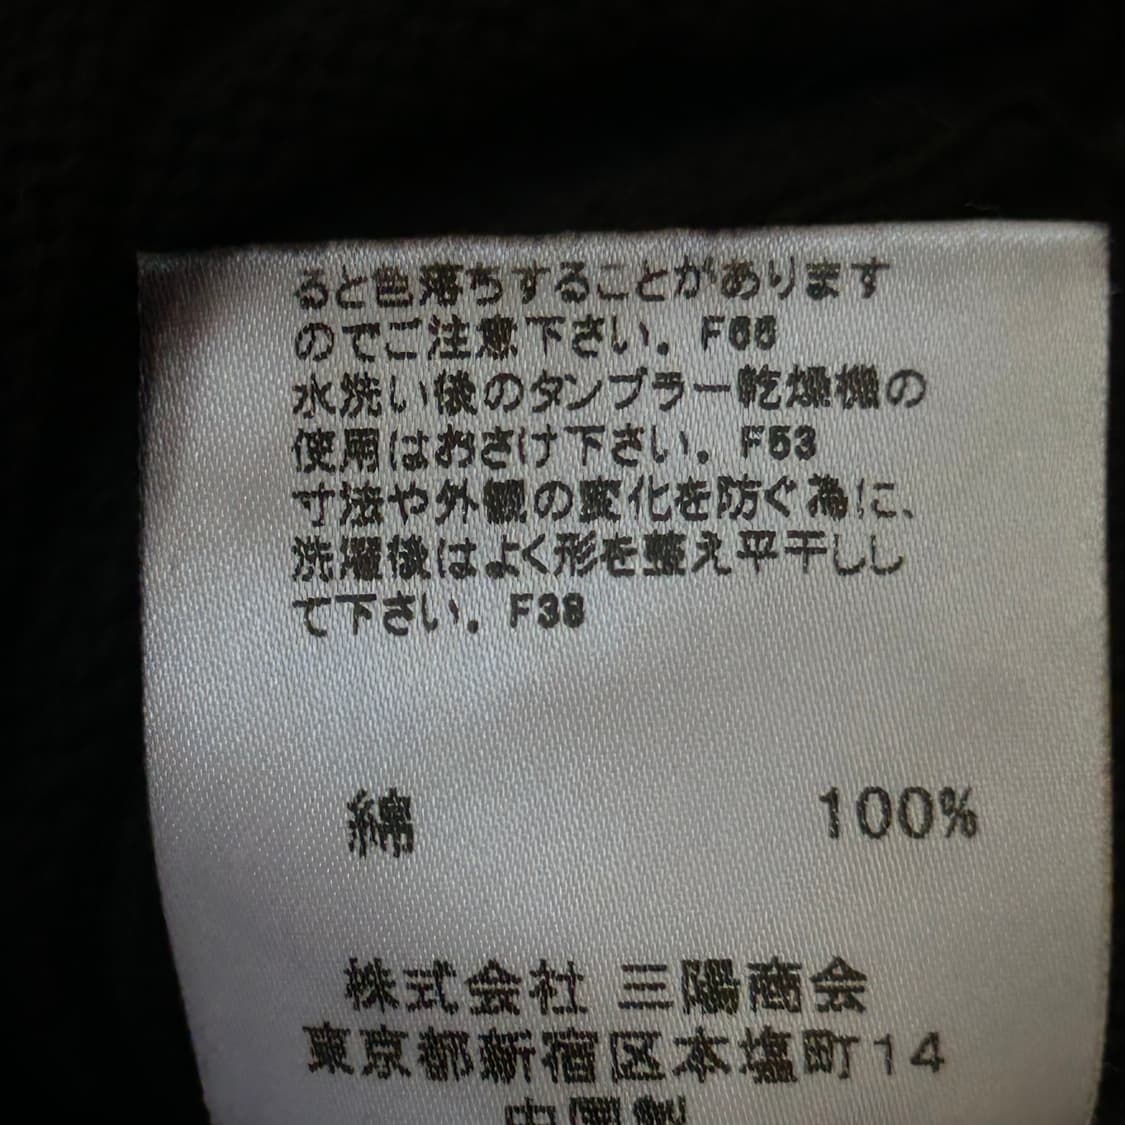 ると色落ちすることがあります
のでご注意下さい。F66
水洗い後のタンブラー乾燥機の
使用はおさけ下さい。F53
寸法や外観の変化を防ぐ為に、
洗濯後はよく形を整え平干しし
て下さい。F38
綿 100%
株式会社 三陽商会
東京都新宿区本塩町14
中国製